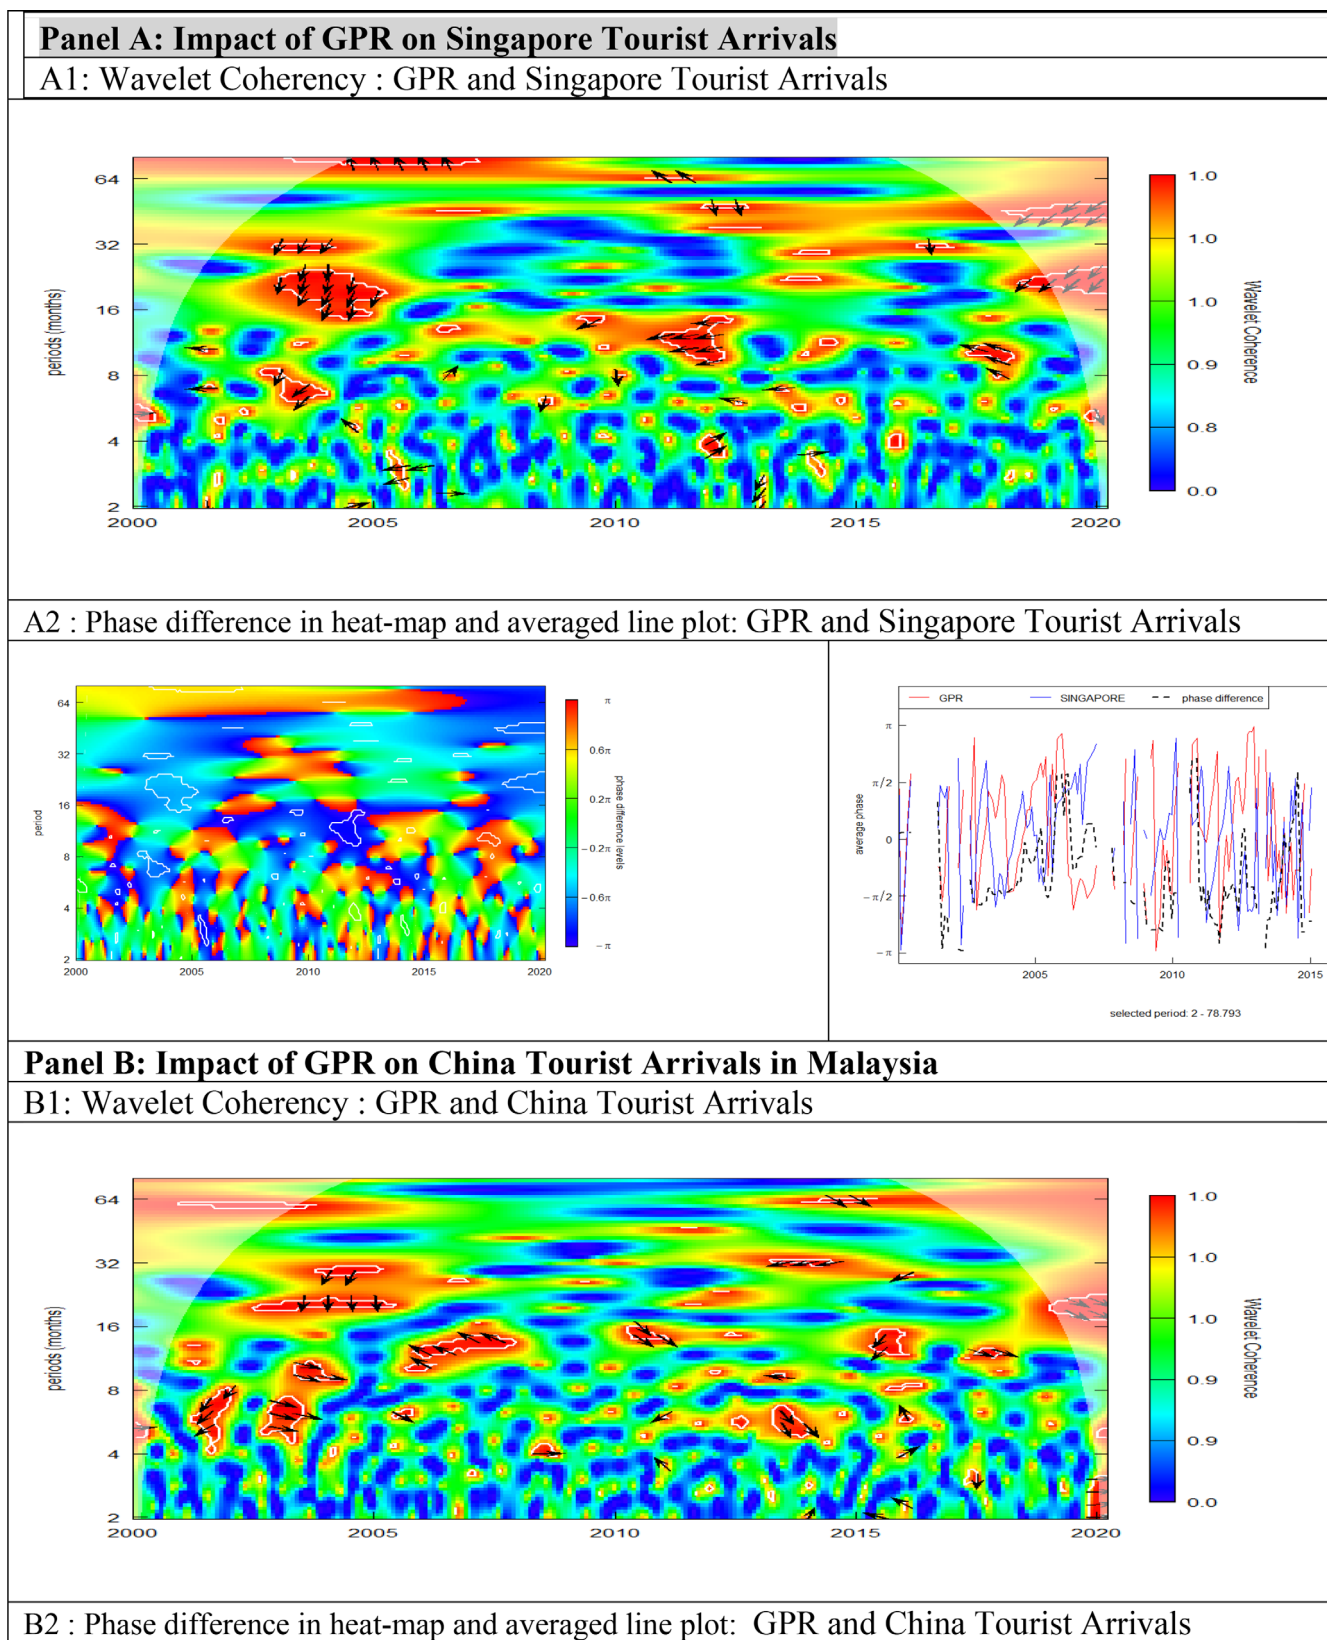 Panel A: Impact of GPR on Singapore Tourist Arrivals
A1: Wavelet Coherency : GPR and Singapore Tourist Arrivals
64
32
16
8
4
2
periods (months)
2000
2005
2010
2015
2020
1.0
1.0
1.0
0.9
0.8
0.0
Wavelet Coherence
A2 : Phase difference in heat-map and averaged line plot: GPR and Singapore Tourist Arrivals
64
32
16
8
4
2
period
2000
2005
2010
2015
2020
π
0.6π
0.2π
−0.2π
−0.6π
−π
phase difference levels
GPR
SINGAPORE
phase difference
π
π/2
0
−π/2
−π
average phase
2005
2010
2015
selected period: 2 - 78.793
Panel B: Impact of GPR on China Tourist Arrivals in Malaysia
B1: Wavelet Coherency : GPR and China Tourist Arrivals
64
32
16
8
4
2
periods (months)
2000
2005
2010
2015
2020
1.0
1.0
1.0
0.9
0.9
0.0
Wavelet Coherence
B2 : Phase difference in heat-map and averaged line plot: GPR and China Tourist Arrivals